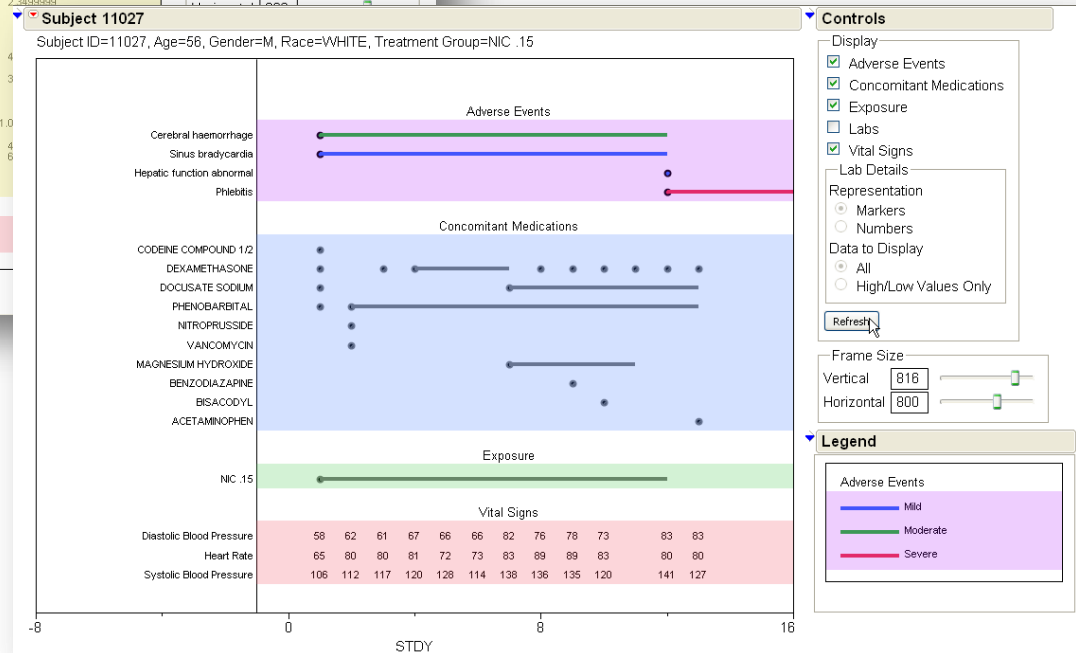 Subject 11027
Subject ID=11027, Age=56, Gender=M, Race=WHITE, Treatment Group=NIC .15
Adverse Events
Cerebral haemorrhage
Sinus bradycardia
Hepatic function abnormal
Phlebitis
Concomitant Medications
CODEINE COMPOUND 1/2
DEXAMETHASONE
DOCUSATE SODIUM
PHENOBARBITAL
NITROPRUSSIDE
VANCOMYCIN
MAGNESIUM HYDROXIDE
BENZODIAZAPINE
BISACODYL
ACETAMINOPHEN
Exposure
NIC .15
Vital Signs
Diastolic Blood Pressure 58 62 61 67 66 66 82 76 78 73 83 83
Heart Rate 65 80 80 81 72 73 83 89 89 83 80 80
Systolic Blood Pressure 106 112 117 120 128 114 138 136 135 120 141 127
-8 0 8 16
STDY
Controls
Display
Adverse Events
Concomitant Medications
Exposure
Labs
Vital Signs
Lab Details
Representation
Markers
Numbers
Data to Display
All
High/Low Values Only
Refresh
Frame Size
Vertical 816
Horizontal 800
Legend
Adverse Events
Mild
Moderate
Severe